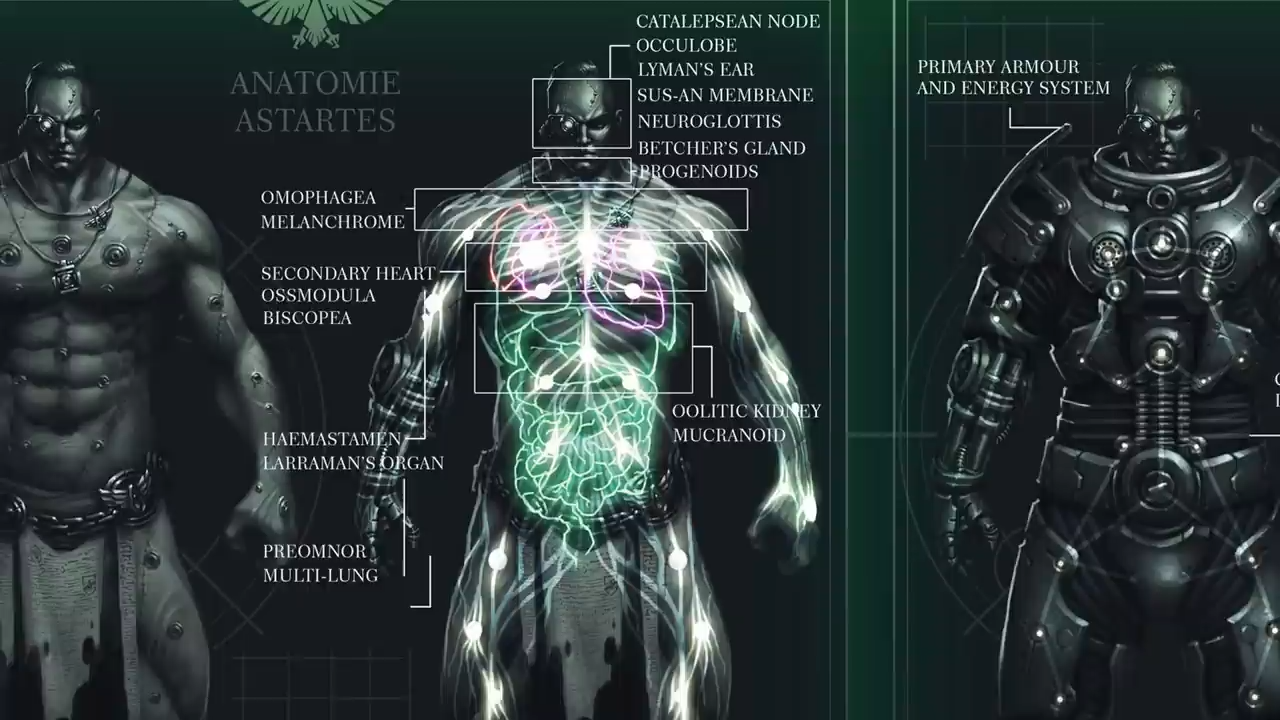 ANATOMIE
ASTARTES
CATALEPSEAN NODE
OCCULOBE
LYMAN'S EAR
SUS-AN MEMBRANE
NEUROGLOTTIS
BETCHER'S GLAND
PROGENOIDS
OMOPHAGEA
MELANCHROME
SECONDARY HEART
OSSMODULA
BISCOPEA
OOLITIC KIDNEY
MUCRANOID
HAEMASTAMEN
LARRAMAN'S ORGAN
PREOMNOR
MULTI-LUNG
PRIMARY ARMOUR
AND ENERGY SYSTEM